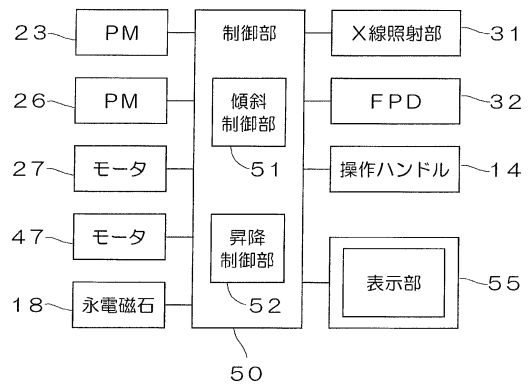 23
PM
制御部
X線照射部
31
26
PM
傾斜
制御部
FPD
32
27
モータ
51
操作ハンドル
14
47
モータ
昇降
制御部
表示部
55
18
永電磁石
52
50